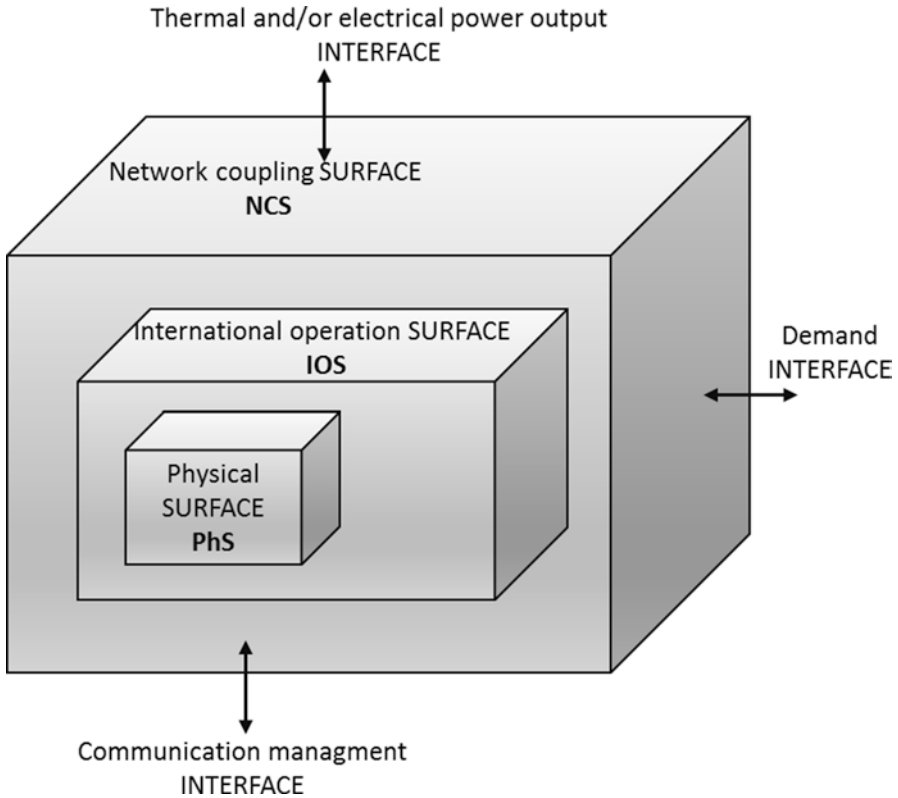 Thermal and/or electrical power output
INTERFACE
Network coupling SURFACE
NCS
International operation SURFACE
IOS
Demand
INTERFACE
Physical
SURFACE
PhS
Communication managment
INTERFACE